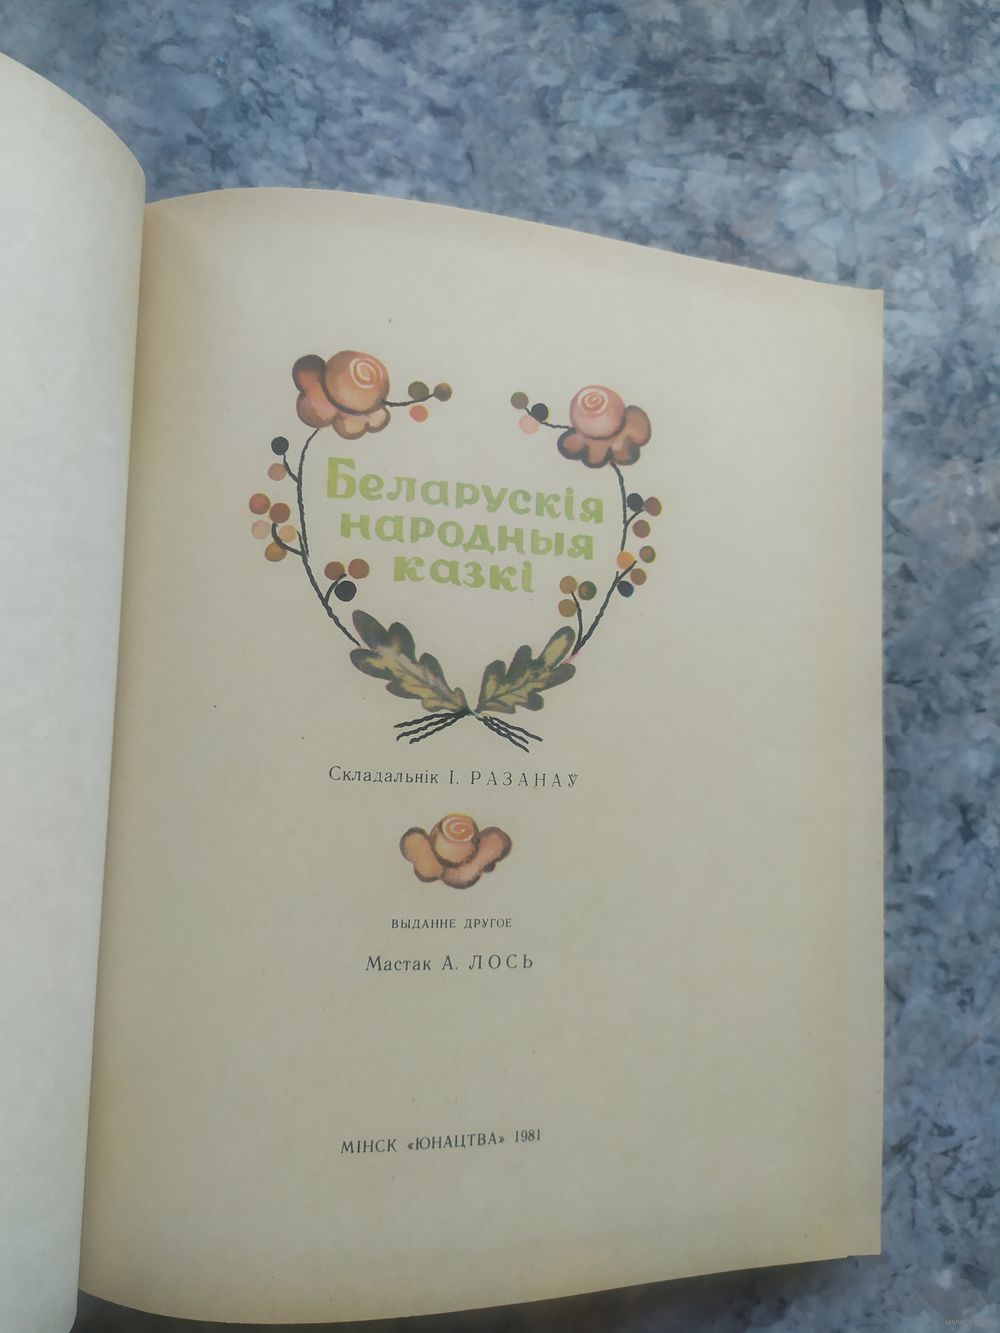 Беларускія
народныя
казкі
Складальнік І. РАЗАНАЎ
ВЫДАННЕ ДРУГОЕ
Мастак А. ЛОСЬ
МІНСК «ЮНАЦТВА» 1981